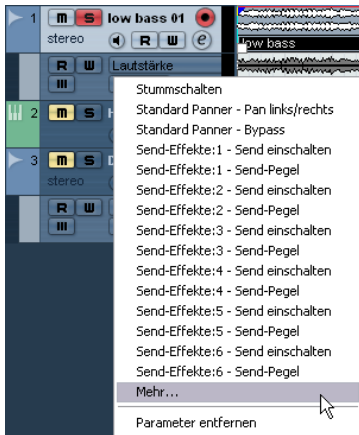 1 m S low bass 01
stereo R W e
low bass
R W Lautstärke
2 m S
3 m S
stereo
R W
Stummschalten
Standard Panner - Pan links/rechts
Standard Panner - Bypass
Send-Effekte:1 - Send einschalten
Send-Effekte:1 - Send-Pegel
Send-Effekte:2 - Send einschalten
Send-Effekte:2 - Send-Pegel
Send-Effekte:3 - Send einschalten
Send-Effekte:3 - Send-Pegel
Send-Effekte:4 - Send einschalten
Send-Effekte:4 - Send-Pegel
Send-Effekte:5 - Send einschalten
Send-Effekte:5 - Send-Pegel
Send-Effekte:6 - Send einschalten
Send-Effekte:6 - Send-Pegel
Mehr...
Parameter entfernen